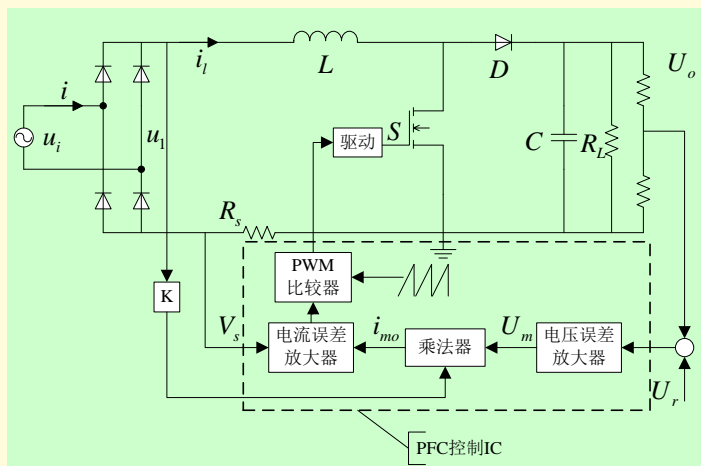 i
u_i
u_1
i_l
L
D
S
驱动
C
R_L
U_o
R_s
PWM
比较器
K
V_s
电流误差
放大器
i_mo
乘法器
U_m
电压误差
放大器
U_r
PFC控制IC